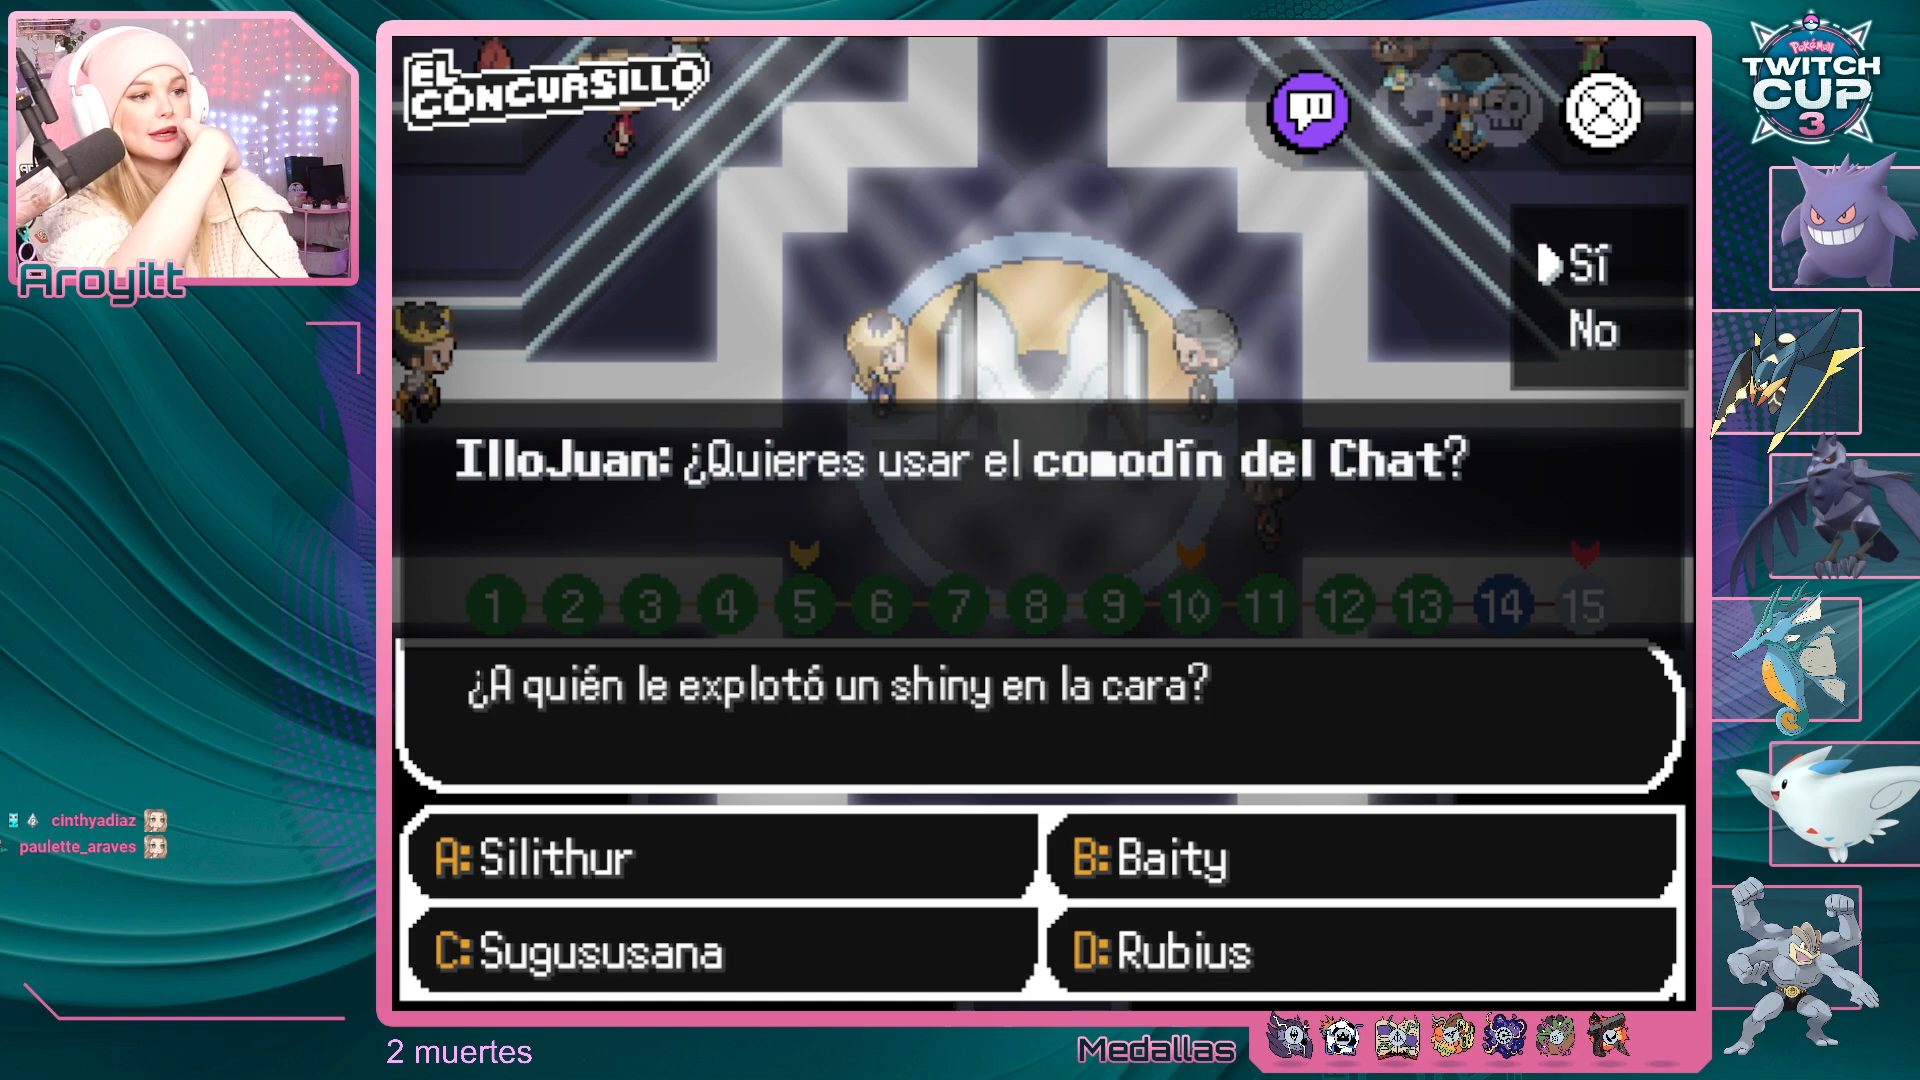 Aroyitt
EL
CONCURSILLO
Pokémon
TWITCH
CUP
3
Sí
No
IlloJuan: ¿Quieres usar el comodín del Chat?
1 2 3 4 5 6 7 8 9 10 11 12 13 14 15
¿A quién le explotó un shiny en la cara?
A: Silithur
B: Baity
C: Sugususana
D: Rubius
cinthyadiaz
paulette_araves
2 muertes
Medallas